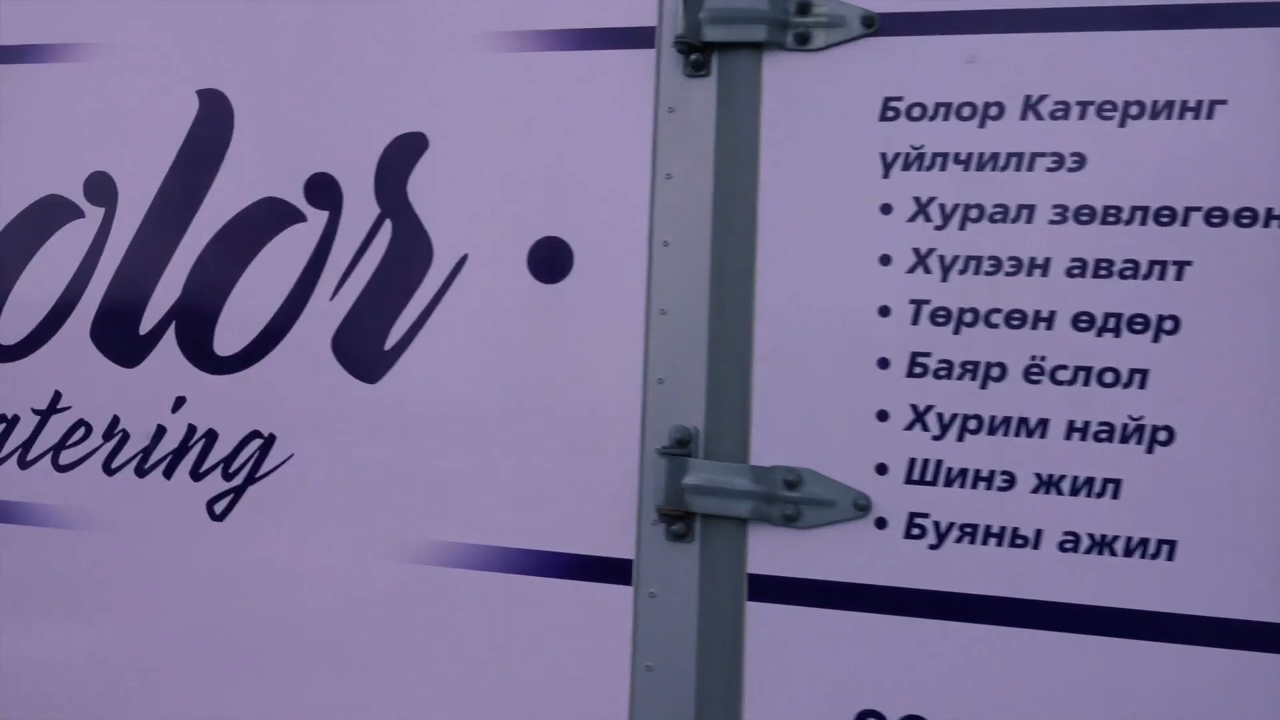 olor •
atering
Болор Катеринг
үйлчилгээ
• Хурал зөвлөгөөн
• Хүлээн авалт
• Төрсөн өдөр
• Баяр ёслол
• Хурим найр
• Шинэ жил
• Буяны ажил